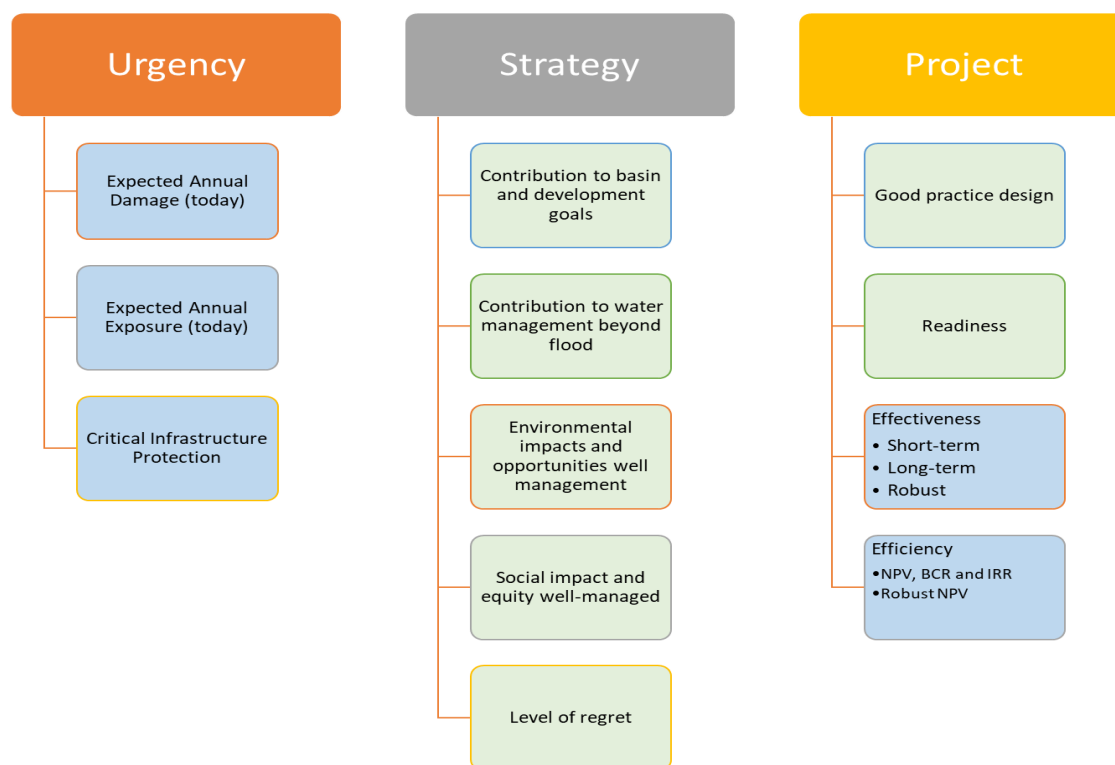 Urgency
Expected Annual
Damage (today)
Expected Annual
Exposure (today)
Critical Infrastructure
Protection
Strategy
Contribution to basin
and development
goals
Contribution to water
management beyond
flood
Environmental
impacts and
opportunities well
management
Social impact and
equity well-managed
Level of regret
Project
Good practice design
Readiness
Effectiveness
• Short-term
• Long-term
• Robust
Efficiency
•NPV, BCR and IRR
•Robust NPV